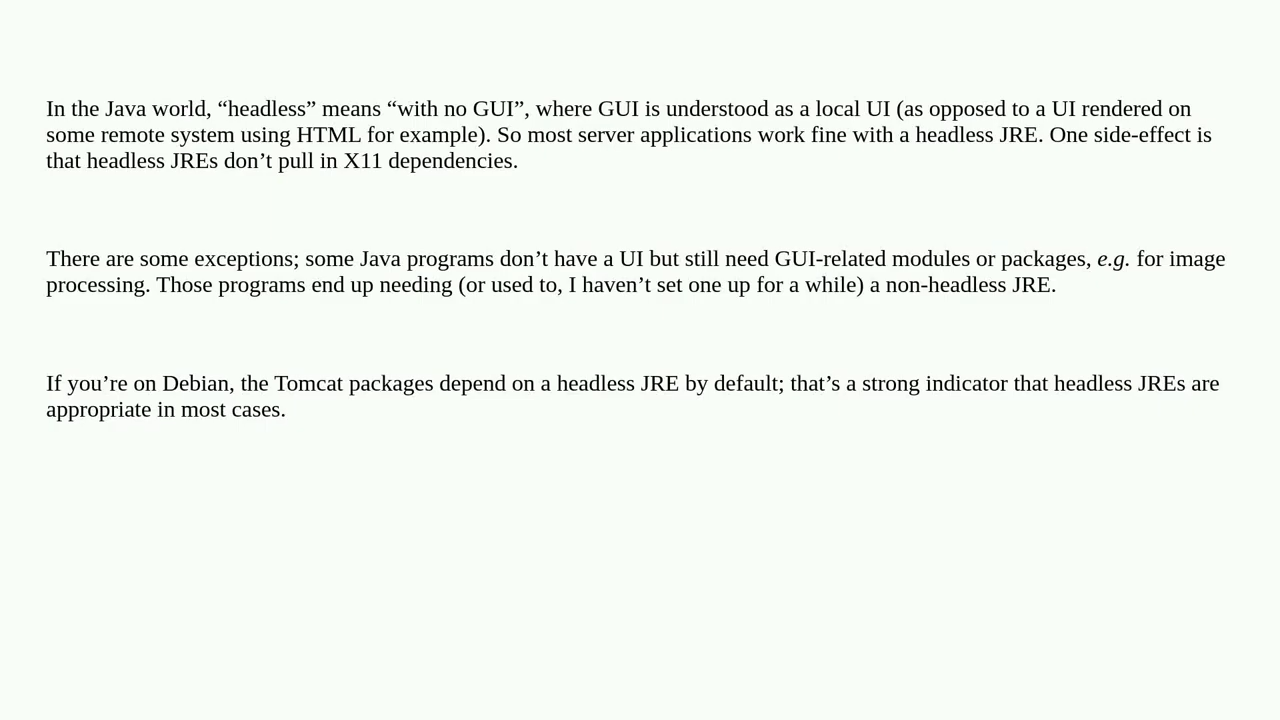 In the Java world, “headless” means “with no GUI”, where GUI is understood as a local UI (as opposed to a UI rendered on
some remote system using HTML for example). So most server applications work fine with a headless JRE. One side-effect is
that headless JREs don’t pull in X11 dependencies.
There are some exceptions; some Java programs don’t have a UI but still need GUI-related modules or packages, e.g. for image
processing. Those programs end up needing (or used to, I haven’t set one up for a while) a non-headless JRE.
If you’re on Debian, the Tomcat packages depend on a headless JRE by default; that’s a strong indicator that headless JREs are
appropriate in most cases.